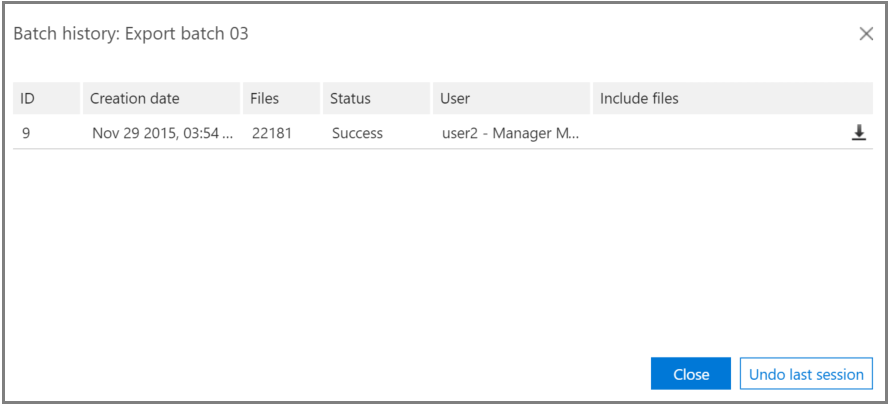 Batch history: Export batch 03
ID Creation date Files Status User Include files
9 Nov 29 2015, 03:54 ... 22181 Success user2 - Manager M...
Close Undo last session